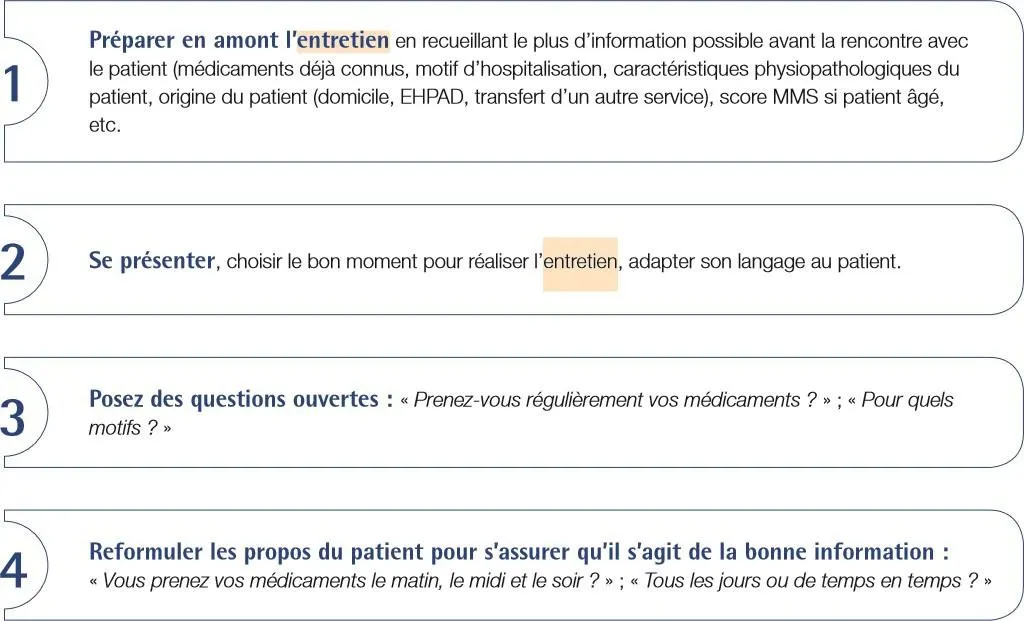 1
Préparer en amont l’entretien en recueillant le plus d’information possible avant la rencontre avec
le patient (médicaments déjà connus, motif d’hospitalisation, caractéristiques physiopathologiques du
patient, origine du patient (domicile, EHPAD, transfert d’un autre service), score MMS si patient âgé,
etc.
2
Se présenter, choisir le bon moment pour réaliser l’entretien, adapter son langage au patient.
3
Posez des questions ouvertes : « Prenez-vous régulièrement vos médicaments ? » ; « Pour quels
motifs ? »
4
Reformuler les propos du patient pour s’assurer qu’il s’agit de la bonne information :
« Vous prenez vos médicaments le matin, le midi et le soir ? » ; « Tous les jours ou de temps en temps ? »